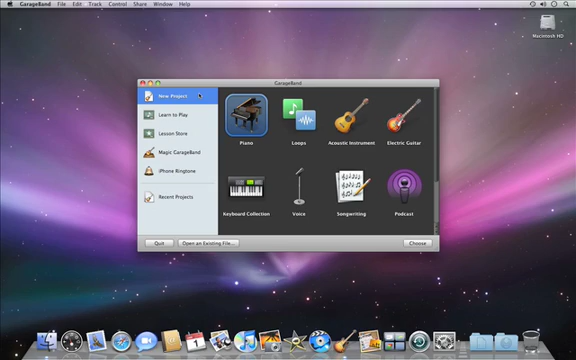 GarageBand File Edit Track Control Share Window Help
Macintosh HD
GarageBand
New Project
Learn to Play
Lesson Store
Magic GarageBand
iPhone Ringtone
Recent Projects
Piano Loops Acoustic Instrument Electric Guitar
Keyboard Collection Voice Songwriting Podcast
Quit Open an Existing File... Choose